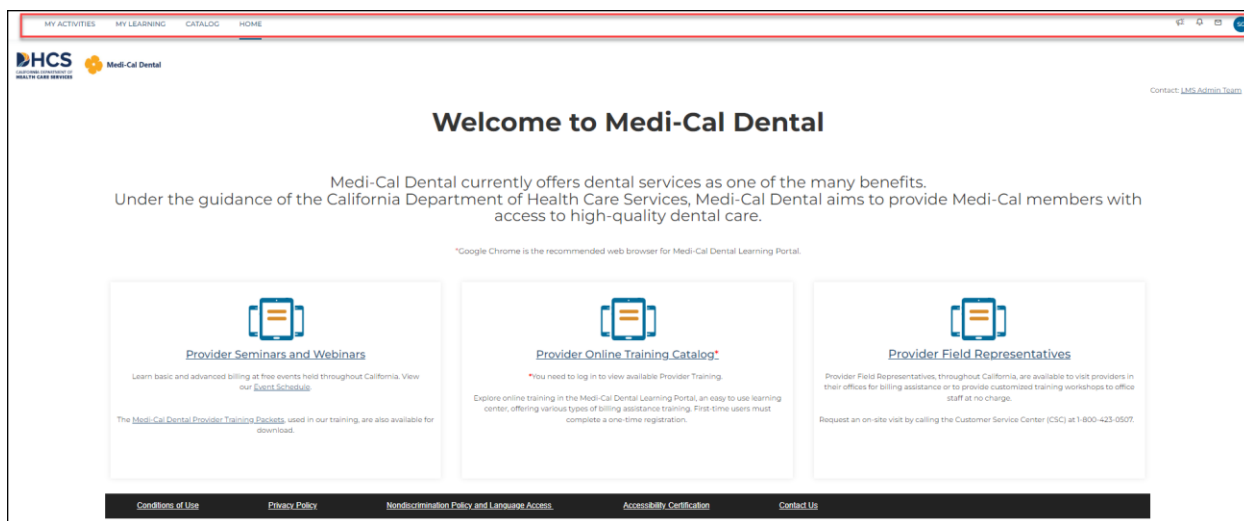 MY ACTIVITIES MY LEARNING CATALOG HOME
DHCS
CALIFORNIA DEPARTMENT OF
HEALTH CARE SERVICES
Medi-Cal Dental
Contact: LMS Admin Team
Welcome to Medi-Cal Dental
Medi-Cal Dental currently offers dental services as one of the many benefits.
Under the guidance of the California Department of Health Care Services, Medi-Cal Dental aims to provide Medi-Cal members with
access to high-quality dental care.
*Google Chrome is the recommended web browser for Medi-Cal Dental Learning Portal.
Provider Seminars and Webinars
Learn basic and advanced billing at free events held throughout California. View
our Event Schedule.
The Medi-Cal Dental Provider Training Packets, used in our training, are also available for
download.
Provider Online Training Catalog*
*You need to log in to view available Provider Training.
Explore online training in the Medi-Cal Dental Learning Portal, an easy to use learning
center, offering various types of billing assistance training. First-time users must
complete a one-time registration.
Provider Field Representatives
Provider Field Representatives, throughout California, are available to visit providers in
their offices for billing assistance or to provide customized training workshops to office
staff at no charge.
Request an on-site visit by calling the Customer Service Center (CSC) at 1-800-423-0507.
Conditions of Use Privacy Policy Nondiscrimination Policy and Language Access Accessibility Certification Contact Us